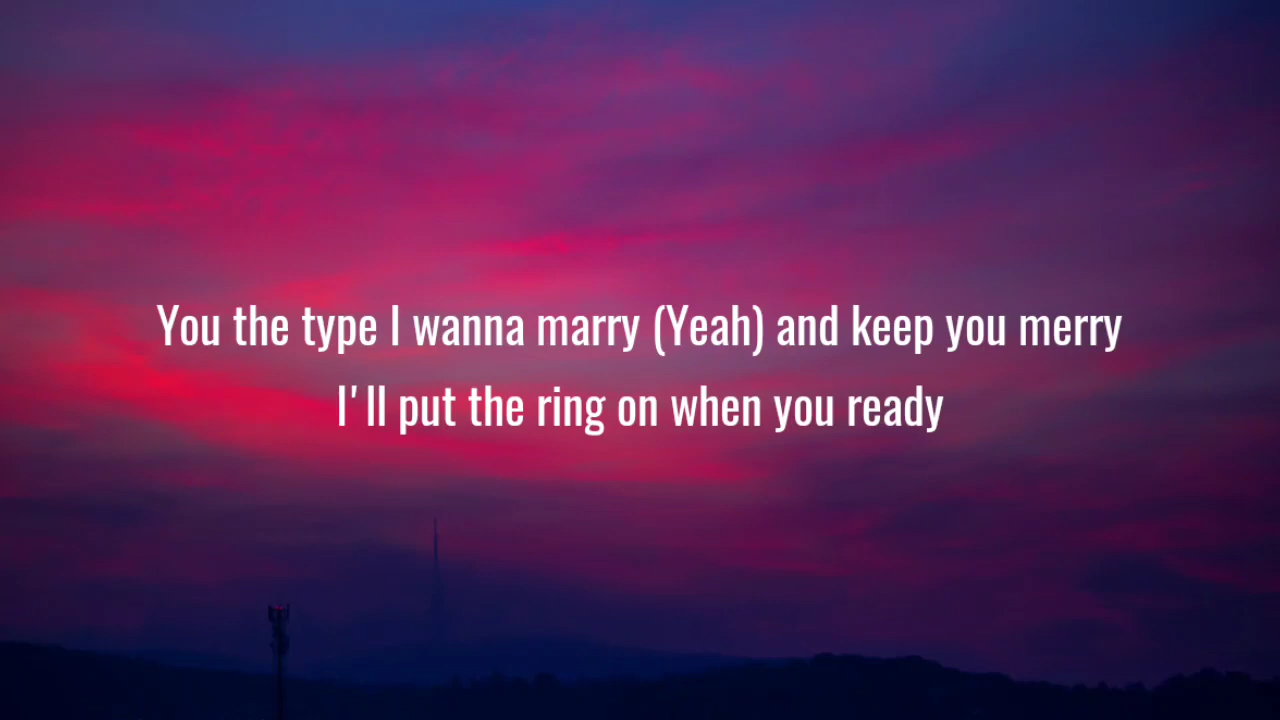 You the type I wanna marry (Yeah) and keep you merry
I'll put the ring on when you ready